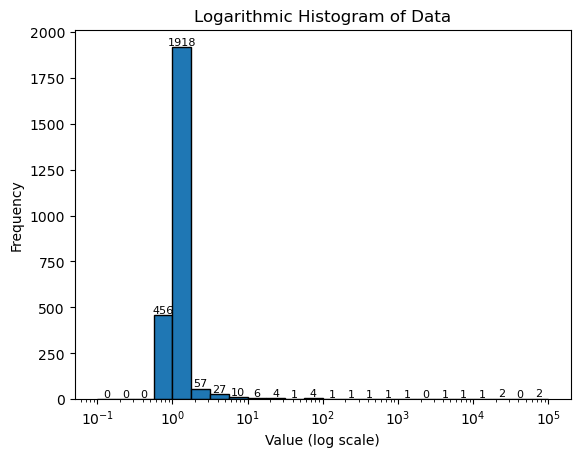 Logarithmic Histogram of Data
Frequency
2000
1750
1500
1250
1000
750
500
250
0
0 0 0 456 1918 57 27 10 6 4 1 4 1 1 1 1 1 0 1 1 1 2 0 2
10⁻¹ 10⁰ 10¹ 10² 10³ 10⁴ 10⁵
Value (log scale)